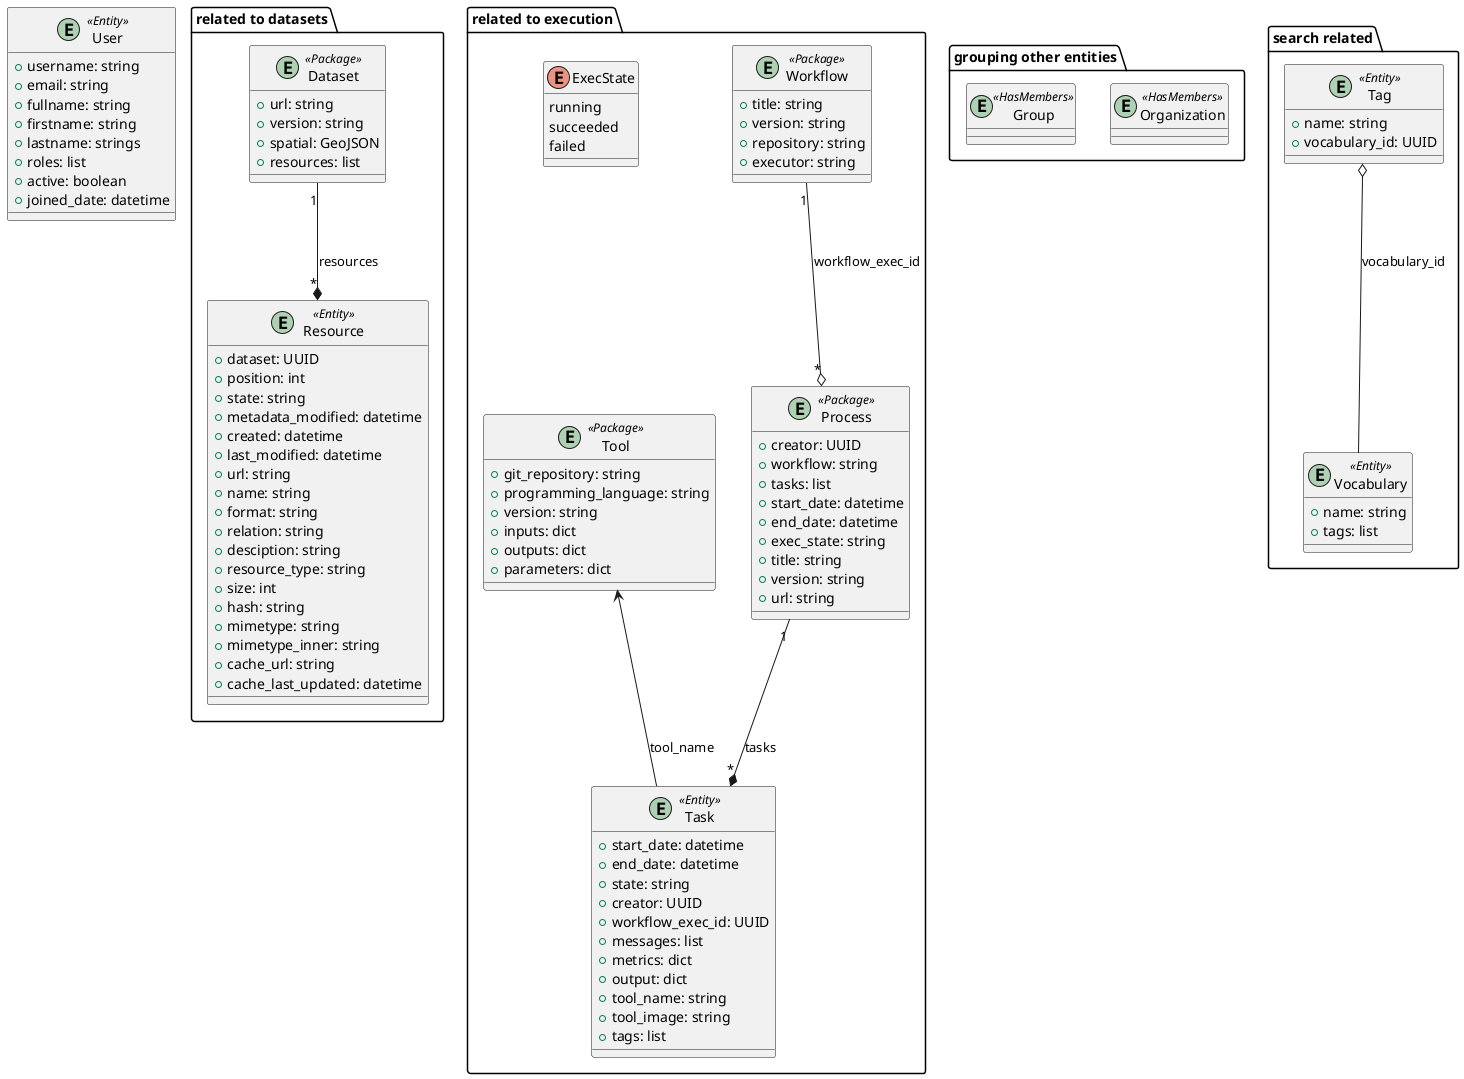 E
«Entity»
User
username: string
email: string
fullname: string
firstname: string
lastname: strings
roles: list
active: boolean
joined_date: datetime
related to datasets
E
«Package»
Dataset
url: string
version: string
spatial: GeoJSON
resources: list
1
resources
*
E
«Entity»
Resource
dataset: UUID
position: int
state: string
metadata_modified: datetime
created: datetime
last_modified: datetime
url: string
name: string
format: string
relation: string
desciption: string
resource_type: string
size: int
hash: string
mimetype: string
mimetype_inner: string
cache_url: string
cache_last_updated: datetime
related to execution
E
ExecState
running
succeeded
failed
E
«Package»
Workflow
title: string
version: string
repository: string
executor: string
1
workflow_exec_id
*
E
«Package»
Tool
git_repository: string
programming_language: string
version: string
inputs: dict
outputs: dict
parameters: dict
E
«Package»
Process
creator: UUID
workflow: string
tasks: list
start_date: datetime
end_date: datetime
exec_state: string
title: string
version: string
url: string
1
tool_name
tasks
*
E
«Entity»
Task
start_date: datetime
end_date: datetime
state: string
creator: UUID
workflow_exec_id: UUID
messages: list
metrics: dict
output: dict
tool_name: string
tool_image: string
tags: list
grouping other entities
E
«HasMembers»
Group
E
«HasMembers»
Organization
search related
E
«Entity»
Tag
name: string
vocabulary_id: UUID
vocabulary_id
E
«Entity»
Vocabulary
name: string
tags: list